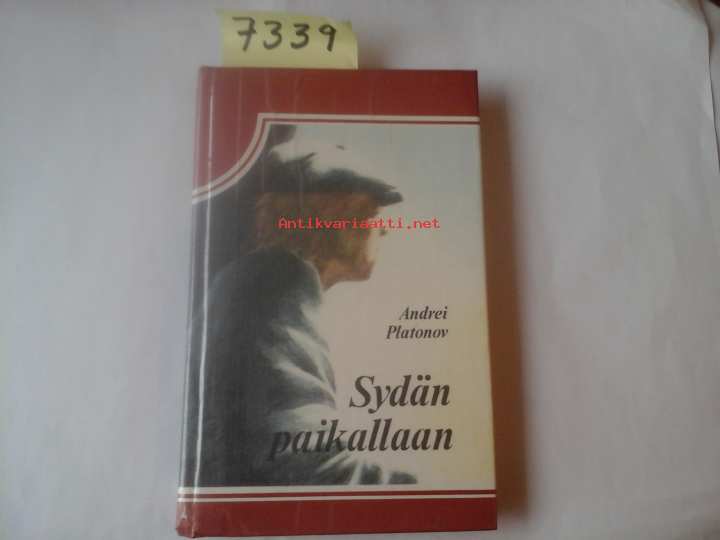 7339
Antikvariaatti.net
Andrei
Platonov
Sydän
paikallaan